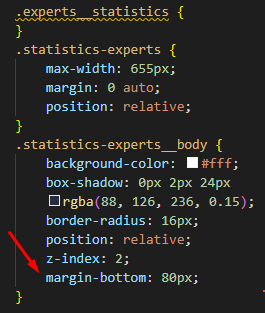 .experts__statistics {
}
.statistics-experts {
max-width: 655px;
margin: 0 auto;
position: relative;
}
.statistics-experts__body {
background-color: #fff;
box-shadow: 0px 2px 24px
rgba(88, 126, 236, 0.15);
border-radius: 16px;
position: relative;
z-index: 2;
margin-bottom: 80px;
}